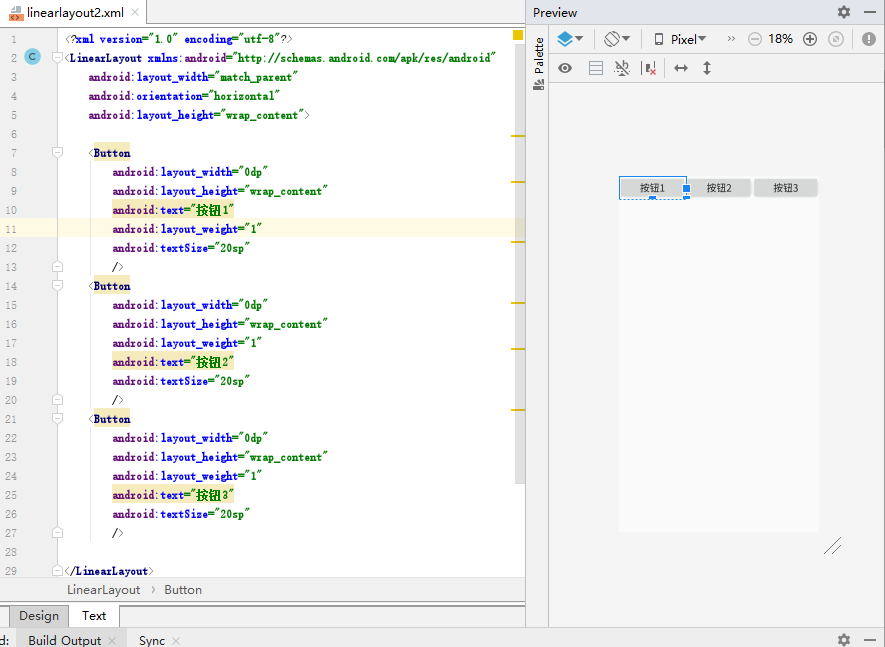 linearlayout2.xml
Preview
1 <?xml version="1.0" encoding="utf-8"?>
2 C <LinearLayout xmlns:android="http://schemas.android.com/apk/res/android"
3 android:layout_width="match_parent"
4 android:orientation="horizontal"
5 android:layout_height="wrap_content">
6
7 <Button
8 android:layout_width="0dp"
9 android:layout_height="wrap_content"
10 android:text="按钮1"
11 android:layout_weight="1"
12 android:textSize="20sp"
13 />
14 <Button
15 android:layout_width="0dp"
16 android:layout_height="wrap_content"
17 android:layout_weight="1"
18 android:text="按钮2"
19 android:textSize="20sp"
20 />
21 <Button
22 android:layout_width="0dp"
23 android:layout_height="wrap_content"
24 android:layout_weight="1"
25 android:text="按钮3"
26 android:textSize="20sp"
27 />
28
29 </LinearLayout>
LinearLayout › Button
Design Text
d: Build Output Sync
Palette
Pixel » 18%
按钮1 按钮2 按钮3